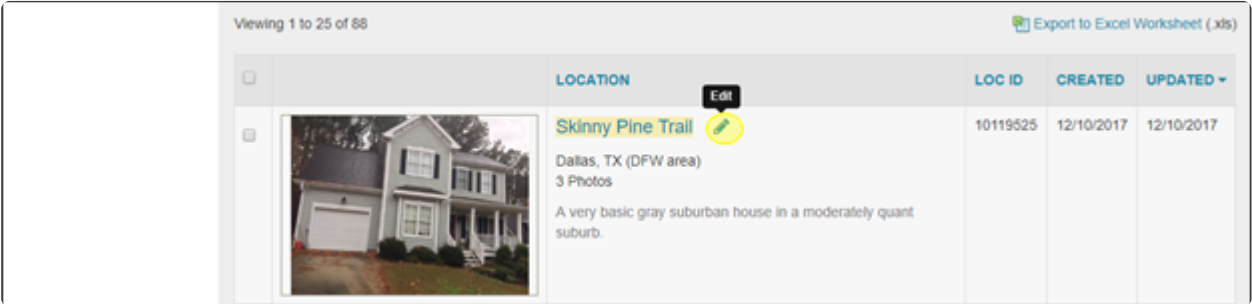 Viewing 1 to 25 of 88
Export to Excel Worksheet (.xls)
LOCATION
LOC ID
CREATED
UPDATED
Edit
Skinny Pine Trail
10119525
12/10/2017
12/10/2017
Dallas, TX (DFW area)
3 Photos
A very basic gray suburban house in a moderately quant
suburb.